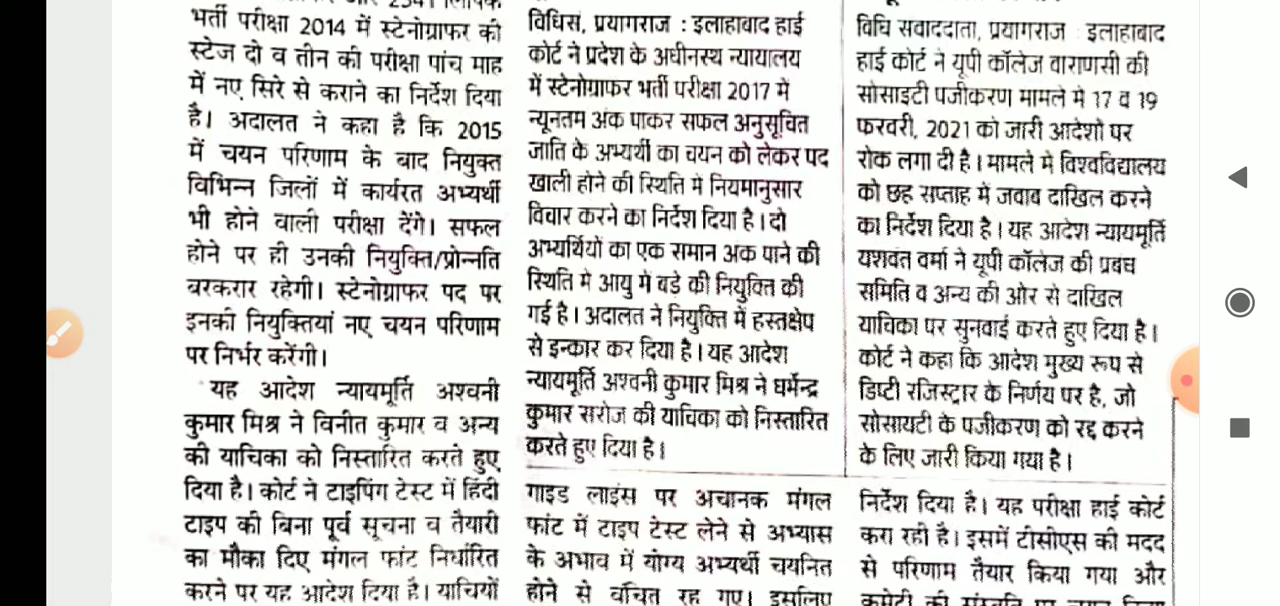 भर्ती परीक्षा 2014 में स्टेनोग्राफर की
स्टेज दो व तीन की परीक्षा पांच माह
में नए सिरे से कराने का निर्देश दिया
है। अदालत ने कहा है कि 2015
में चयन परिणाम के बाद नियुक्त
विभिन्न जिलों में कार्यरत अभ्यर्थी
भी होने वाली परीक्षा देंगे। सफल
होने पर ही उनकी नियुक्ति/प्रोन्नति
बरकरार रहेगी। स्टेनोग्राफर पद पर
इनकी नियुक्तियां नए चयन परिणाम
पर निर्भर करेंगी।
यह आदेश न्यायमूर्ति अश्वनी
कुमार मिश्र ने विनीत कुमार व अन्य
की याचिका को निस्तारित करते हुए
दिया है। कोर्ट ने टाइपिंग टेस्ट में हिंदी
टाइप की बिना पूर्व सूचना व तैयारी
का मौका दिए मंगल फांट निर्धारित
करने पर यह आदेश दिया है। याचियों
विधिसं, प्रयागराज : इलाहाबाद हाई
कोर्ट ने प्रदेश के अधीनस्थ न्यायालय
में स्टेनोग्राफर भर्ती परीक्षा 2017 में
न्यूनतम अंक पाकर सफल अनुसूचित
जाति के अभ्यर्थी का चयन को लेकर पद
खाली होने की स्थिति में नियमानुसार
विचार करने का निर्देश दिया है। दो
अभ्यर्थियों का एक समान अंक पाने की
स्थिति में आयु में बड़े की नियुक्ति की
गई है। अदालत ने नियुक्ति में हस्तक्षेप
से इन्कार कर दिया है। यह आदेश
न्यायमूर्ति अश्वनी कुमार मिश्र ने धर्मेन्द्र
कुमार सरोज की याचिका को निस्तारित
करते हुए दिया है।
गाइड लाइंस पर अचानक मंगल
फांट में टाइप टेस्ट लेने से अभ्यास
के अभाव में योग्य अभ्यर्थी चयनित
होने से वंचित रह गए। इसलिए
विधि संवाददाता, प्रयागराज : इलाहाबाद
हाई कोर्ट ने यूपी कॉलेज वाराणसी की
सोसाइटी पंजीकरण मामले में 17 व 19
फरवरी, 2021 को जारी आदेशों पर
रोक लगा दी है। मामले में विश्वविद्यालय
को छह सप्ताह में जवाब दाखिल करने
का निर्देश दिया है। यह आदेश न्यायमूर्ति
यशवंत वर्मा ने यूपी कॉलेज की प्रबंध
समिति व अन्य की ओर से दाखिल
याचिका पर सुनवाई करते हुए दिया है।
कोर्ट ने कहा कि आदेश मुख्य रूप से
डिप्टी रजिस्ट्रार के निर्णय पर है, जो
सोसायटी के पंजीकरण को रद्द करने
के लिए जारी किया गया है।
निर्देश दिया है। यह परीक्षा हाई कोर्ट
करा रही है। इसमें टीसीएस की मदद
से परिणाम तैयार किया गया और